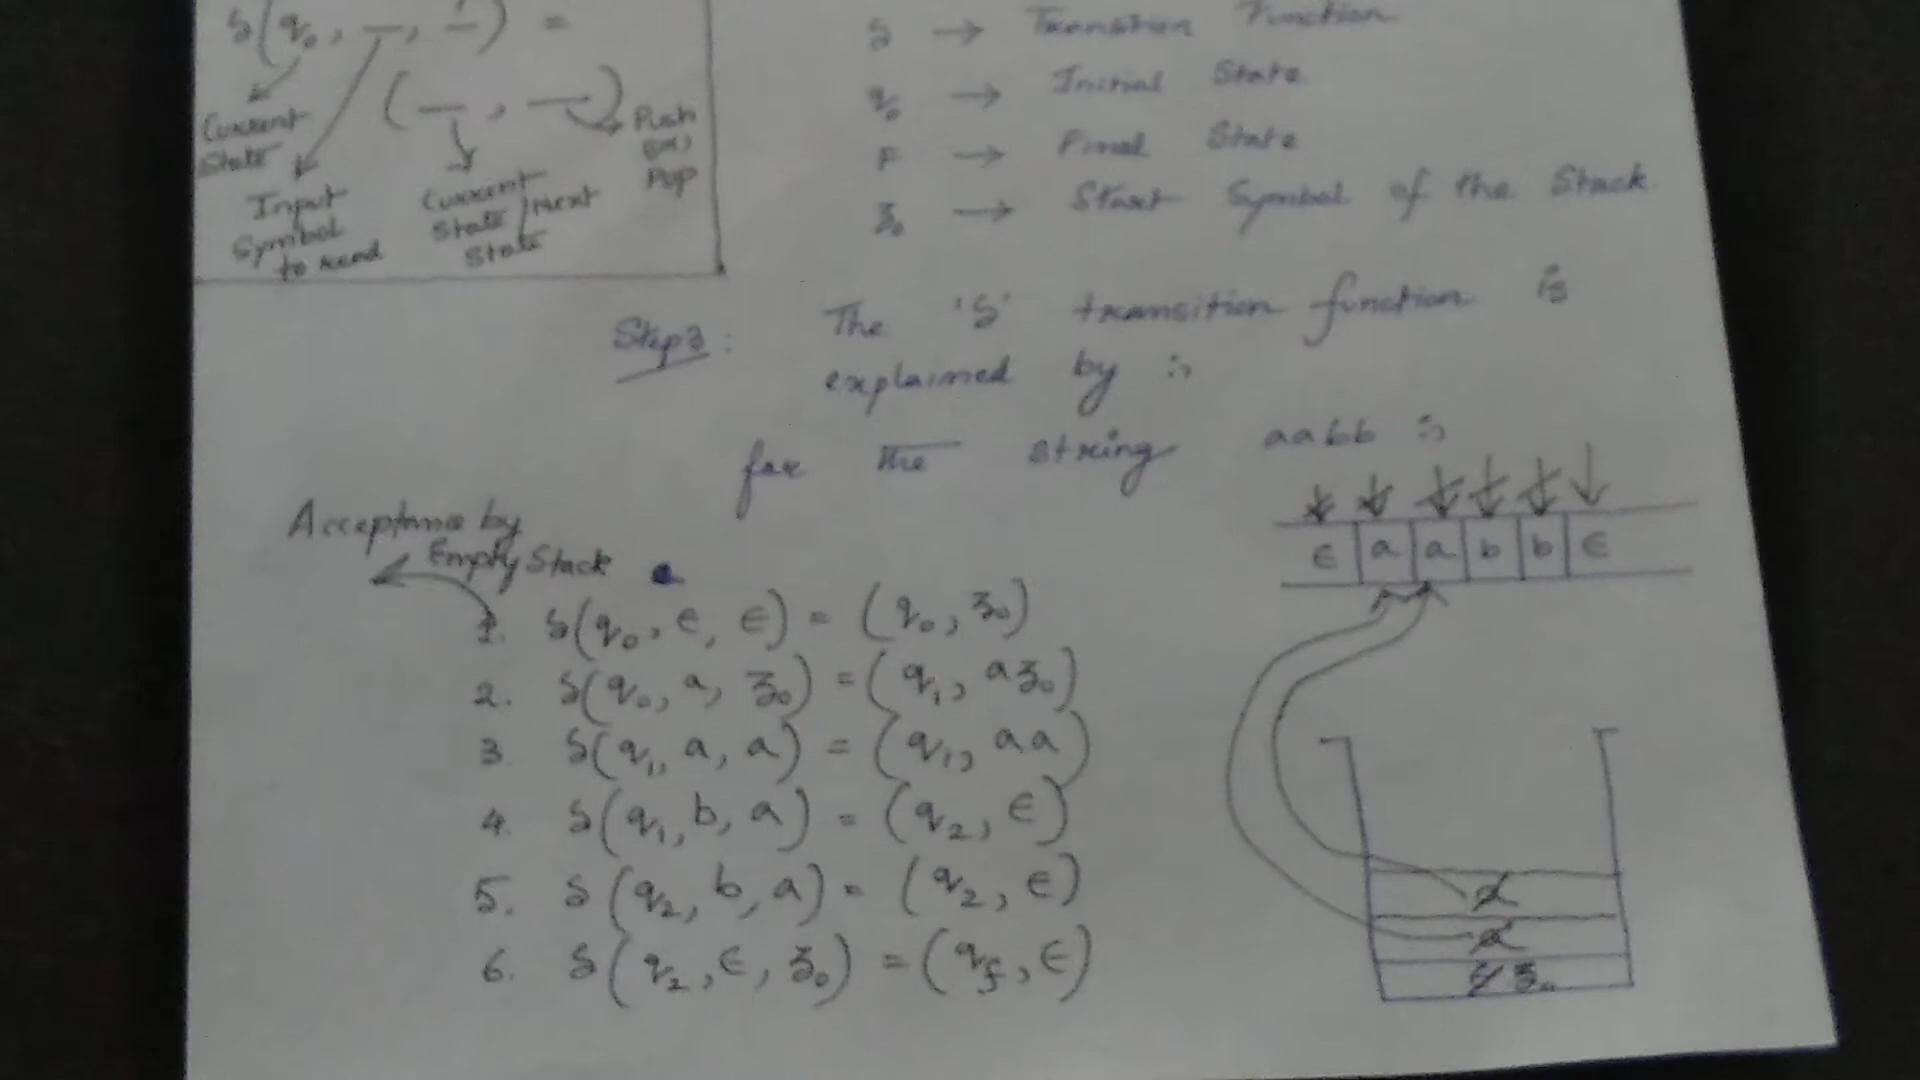 δ(q₀, _, _) =
(_, _)
Current
State
Input
Symbol
to read
Current
State / Next
State
Push
(or)
Pop
δ → Transition Function
q₀ → Initial State
F → Final State
z₀ → Start Symbol of the Stack
Step 3: The 'δ' transition function is
explained by :-
for the string aabb :-
Acceptance by
Empty Stack
ϵ a a b b ϵ
1. δ(q₀, ϵ, ϵ) = (q₀, z₀)
2. δ(q₀, a, z₀) = (q₁, az₀)
3. δ(q₁, a, a) = (q₁, aa)
4. δ(q₁, b, a) = (q₂, ϵ)
5. δ(q₂, b, a) = (q₂, ϵ)
6. δ(q₂, ϵ, z₀) = (q_f, ϵ)
a
a
z₀